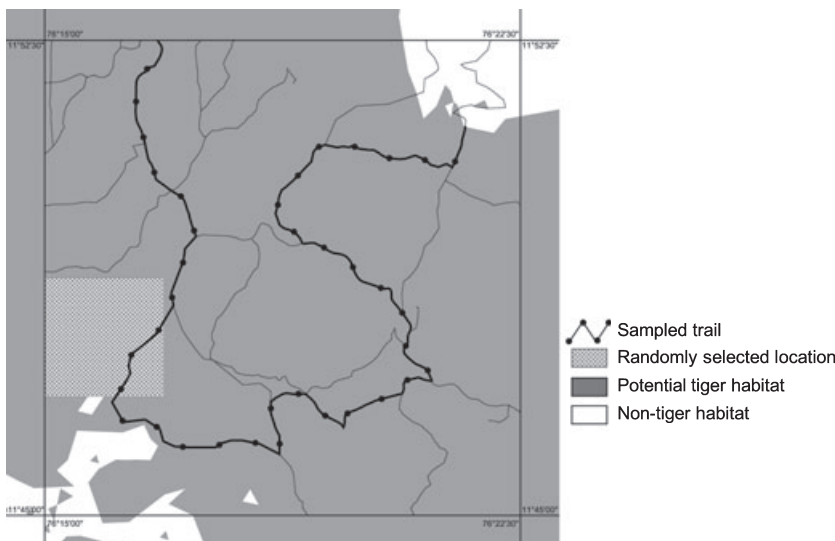 76°15'00"
76°22'30"
11°52'30"
11°52'30"
Sampled trail
Randomly selected location
Potential tiger habitat
Non-tiger habitat
11°45'00"
11°45'00"
76°15'00"
76°22'30"